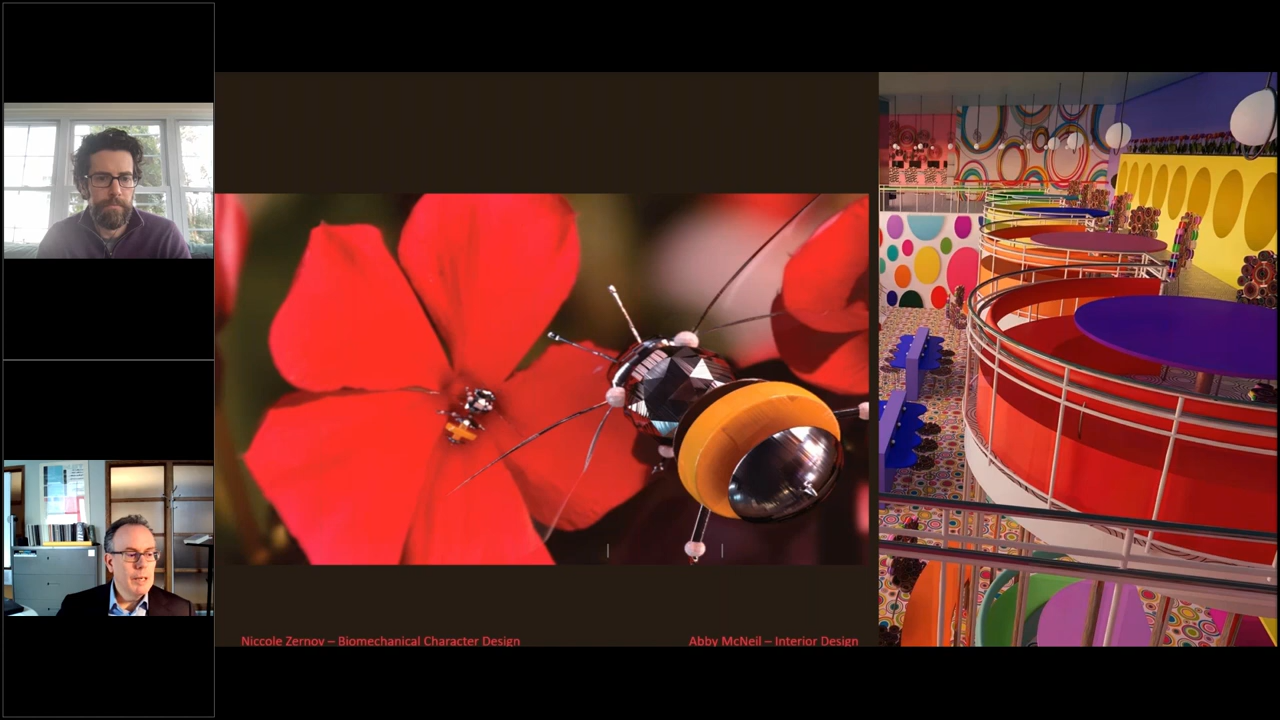 Niccole Zernov – Biomechanical Character Design
Abby McNeil – Interior Design